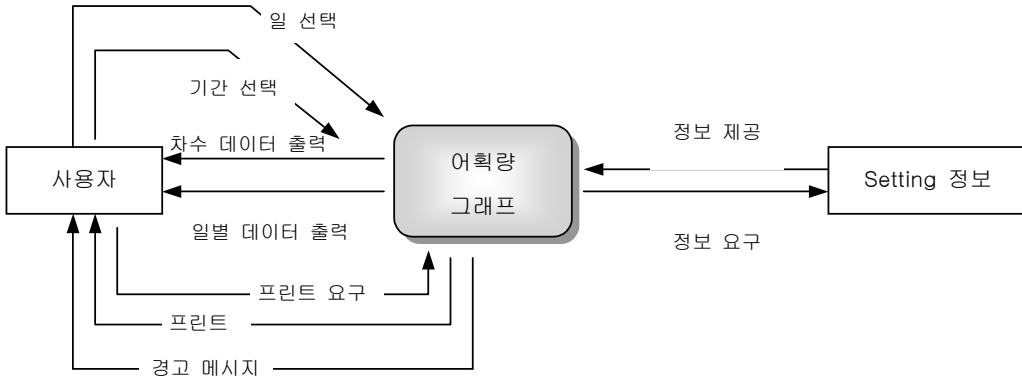 일 선택
기간 선택
차수 데이터 출력
정보 제공
사용자
어획량
그래프
Setting 정보
일별 데이터 출력
정보 요구
프린트 요구
프린트
경고 메시지